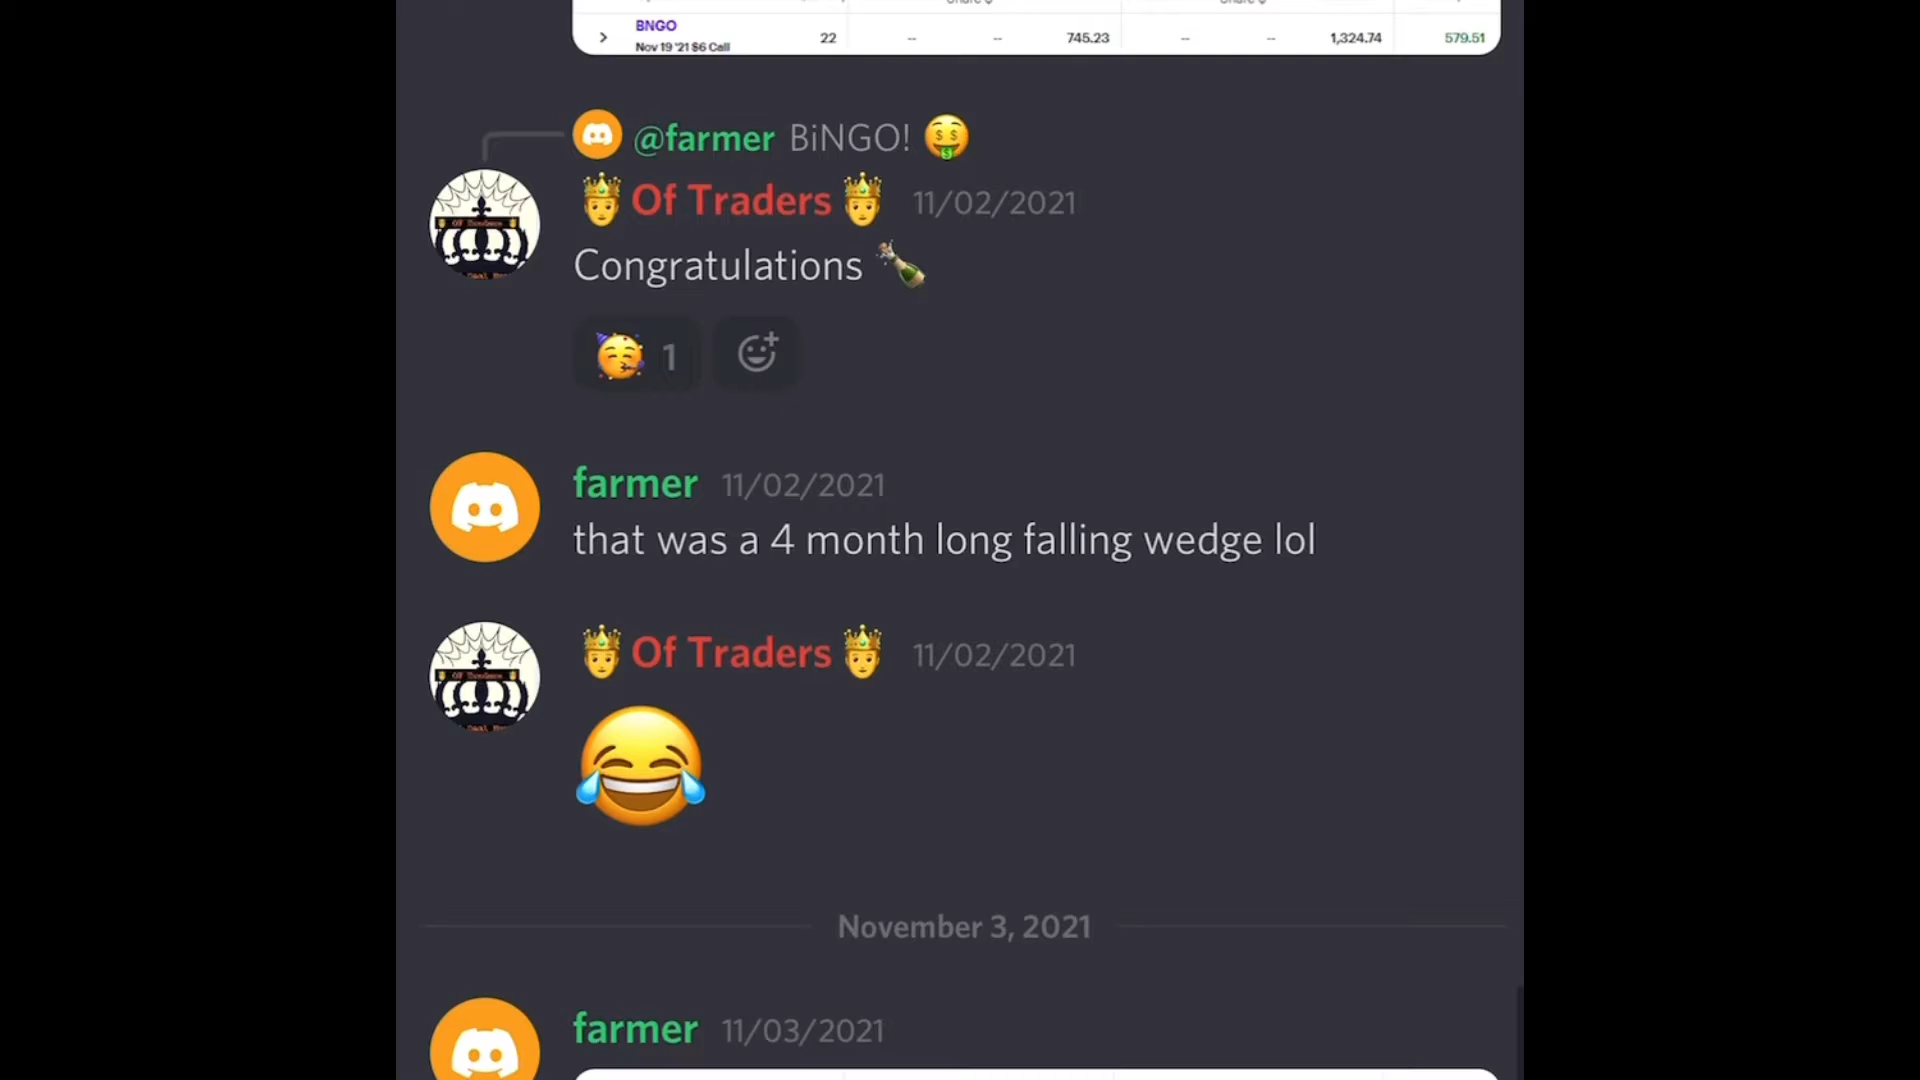 BNGO
Nov 19 '21 $6 Call 22 -- -- 745.23 -- -- 1,324.74 579.51
@farmer BiNGO! 🤑
🤴 Of Traders 🤴 11/02/2021
Congratulations 🍾
🥳 1
farmer 11/02/2021
that was a 4 month long falling wedge lol
🤴 Of Traders 🤴 11/02/2021
😂
November 3, 2021
farmer 11/03/2021